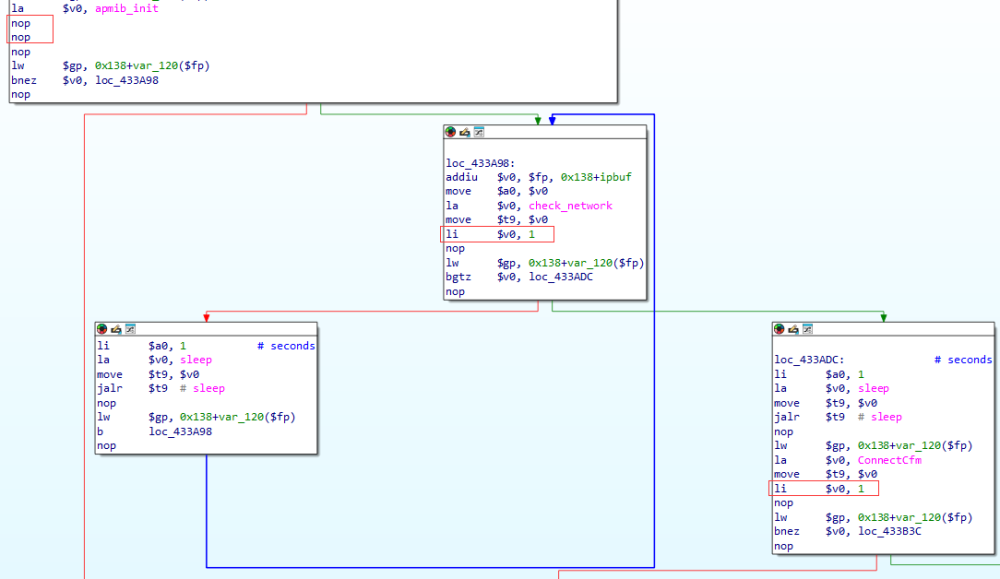 la $v0, apmib_init
nop
nop
nop
lw $gp, 0x138+var_120($fp)
bnez $v0, loc_433A98
nop
loc_433A98:
addiu $v0, $fp, 0x138+ipbuf
move $a0, $v0
la $v0, check_network
move $t9, $v0
li $v0, 1
nop
lw $gp, 0x138+var_120($fp)
bgtz $v0, loc_433ADC
nop
li $a0, 1 # seconds
la $v0, sleep
move $t9, $v0
jalr $t9 # sleep
nop
lw $gp, 0x138+var_120($fp)
b loc_433A98
nop
loc_433ADC: # seconds
li $a0, 1
la $v0, sleep
move $t9, $v0
jalr $t9 # sleep
nop
lw $gp, 0x138+var_120($fp)
la $v0, ConnectCfm
move $t9, $v0
li $v0, 1
nop
lw $gp, 0x138+var_120($fp)
bnez $v0, loc_433B3C
nop